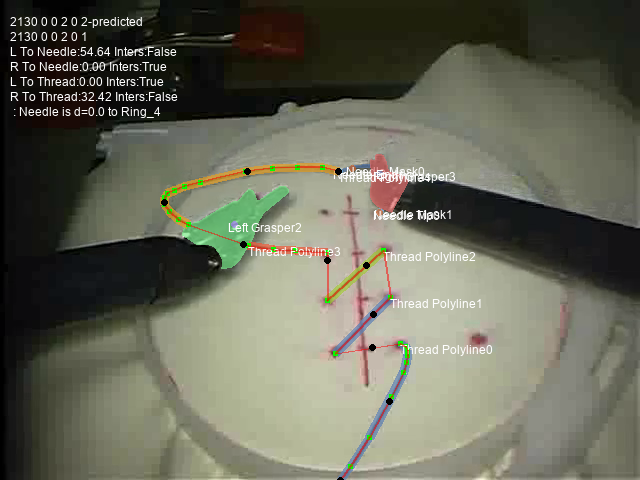 2130 0 0 2 0 2-predicted
2130 0 0 2 0 1
L To Needle:54.64 Inters:False
R To Needle:0.00 Inters:True
L To Thread:0.00 Inters:True
R To Thread:32.42 Inters:False
: Needle is d=0.0 to Ring_4
Left Grasper2
Thread Polyline3
Thread Polyline2
Thread Polyline1
Thread Polyline0